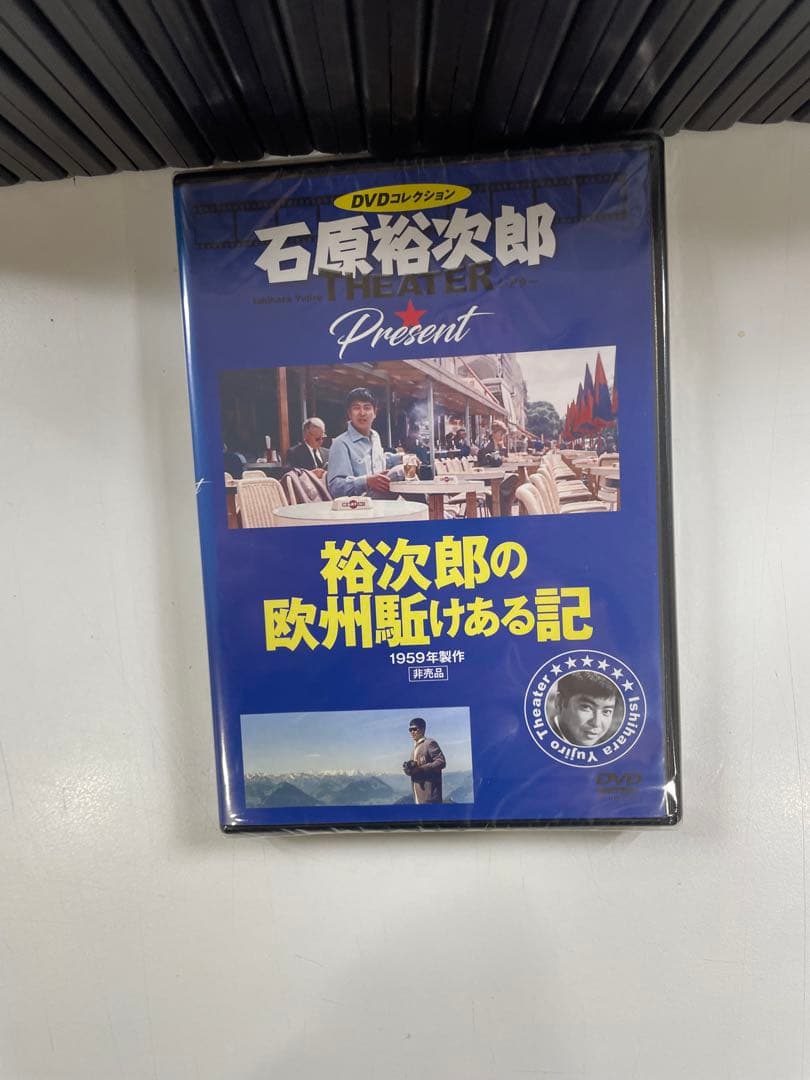 DVDコレクション
石原裕次郎
Ishihara Yujiro THEATER シアター
Present
裕次郎の
欧州駈けある記
1959年製作
非売品
Ishihara Yujiro Theater
DVD